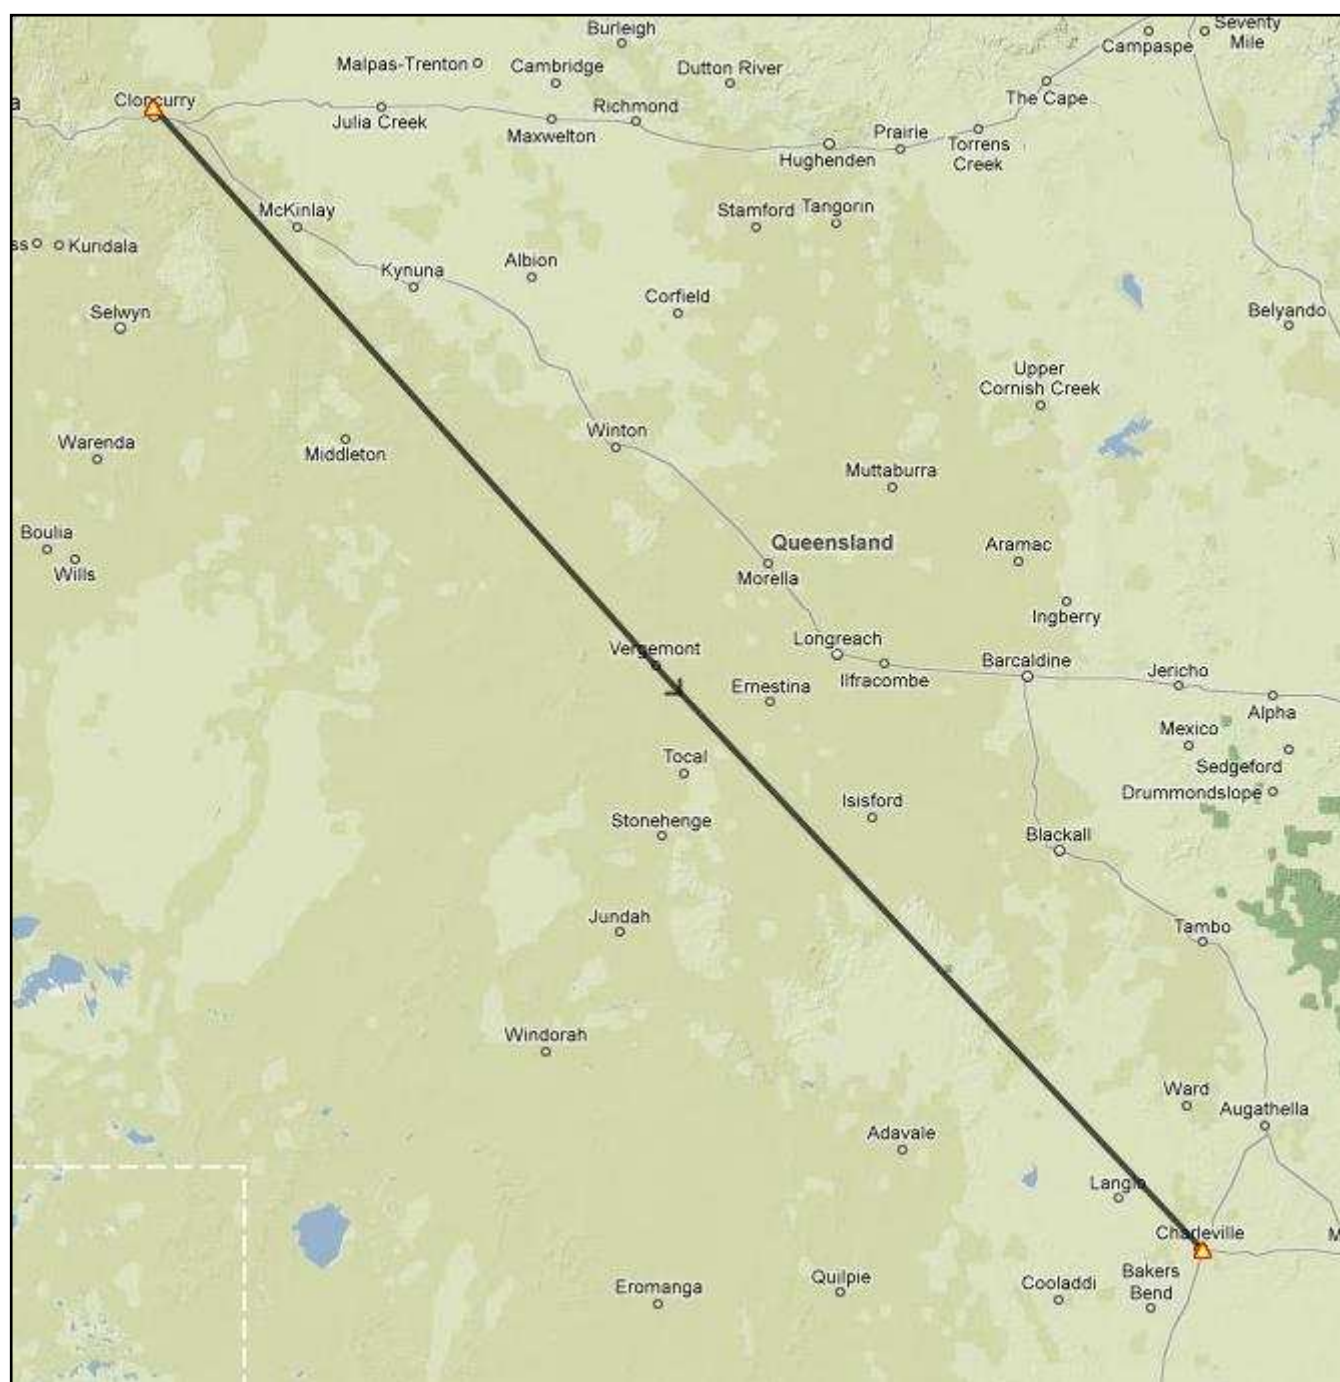 Burleigh
Seventy
Mile
Campaspe
Malpas-Trenton
Cambridge
Dutton River
The Cape
Cloncurry
a
Julia Creek
Richmond
Maxwelton
Prairie
Torrens
Creek
Hughenden
McKinlay
Stamford
Tangorin
ss
Kuridala
Kynuna
Albion
Corfield
Selwyn
Belyando
Upper
Cornish Creek
Winton
Warenda
Middleton
Muttaburra
Boulia
Queensland
Aramac
Wills
Morella
Ingberry
Longreach
Vergemont
Barcaldine
Jericho
Ernestina
Ilfracombe
Alpha
Mexico
Tocal
Sedgeford
Drummondslope
Isisford
Stonehenge
Blackall
Jundah
Tambo
Windorah
Ward
Augathella
Adavale
Langlo
Charleville
M
Eromanga
Quilpie
Cooladdi
Bakers
Bend